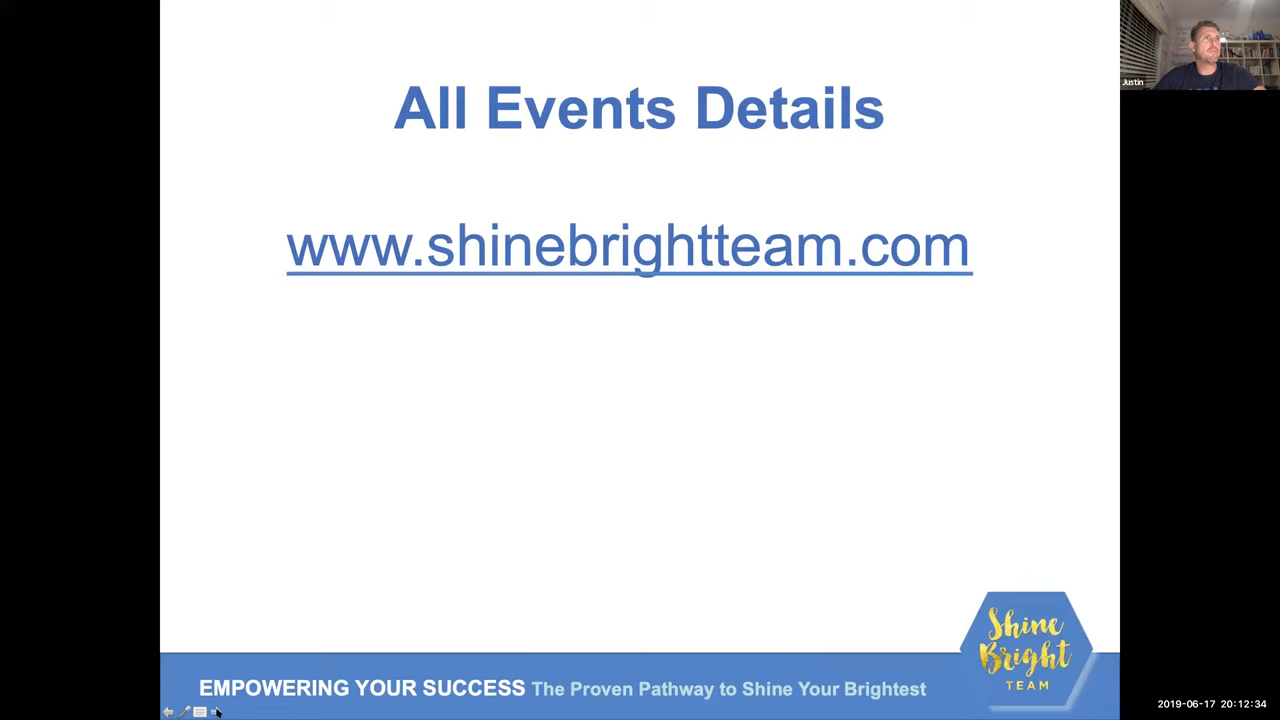 All Events Details
www.shinebrightteam.com
Justin
EMPOWERING YOUR SUCCESS The Proven Pathway to Shine Your Brightest
Shine
Bright
TEAM
2019-06-17 20:12:34